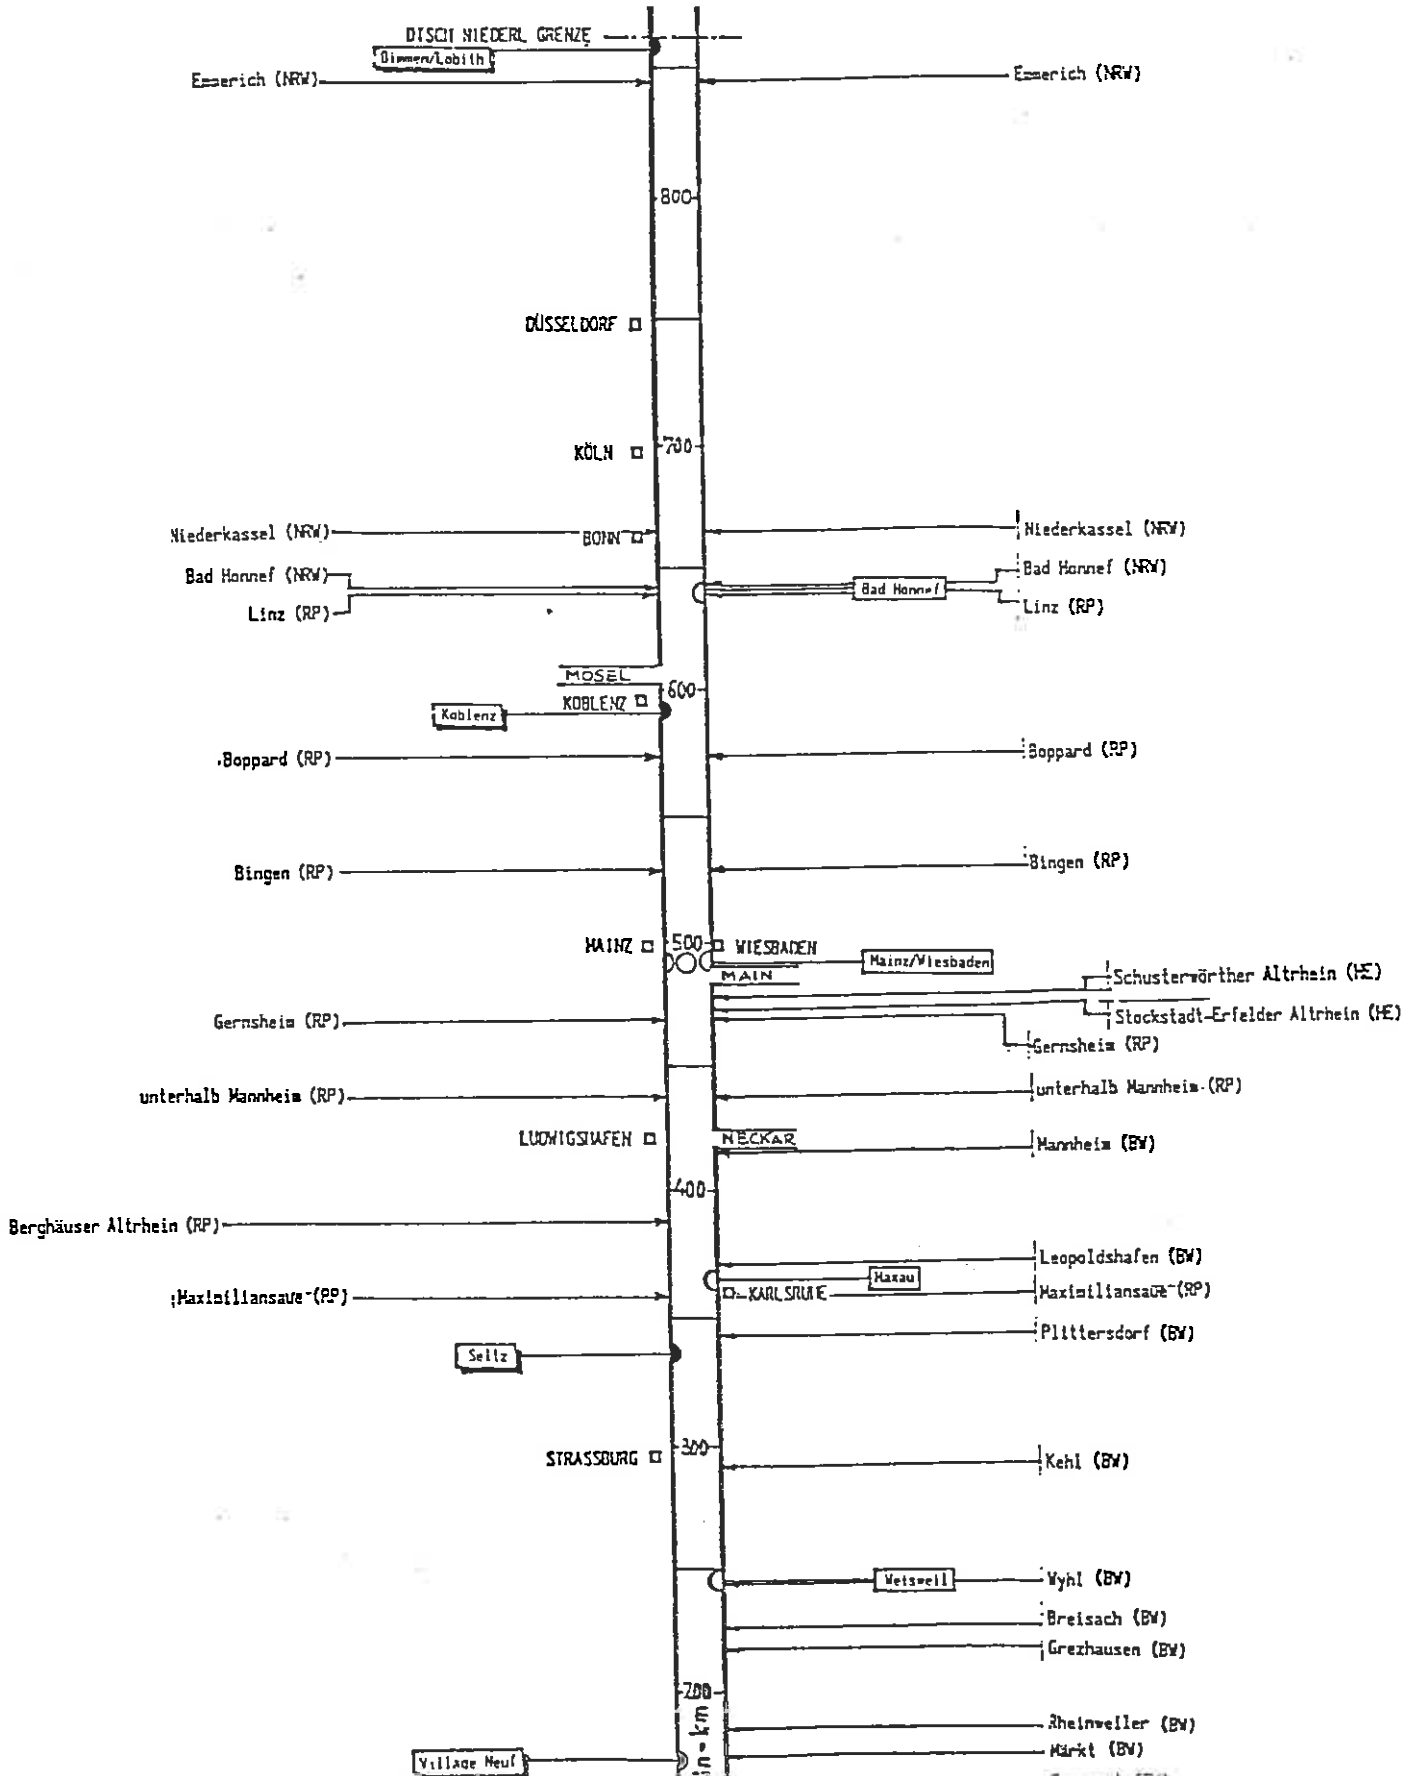 DTSCH NIEDERL GRENZE
Bimmen/Lobith
Emmerich (NRW)
Emmerich (NRW)
800
DÜSSELDORF
KÖLN
700
Niederkassel (NRW)
BONN
Niederkassel (NRW)
Bad Honnef (NRW)
Bad Honnef
Bad Honnef (NRW)
Linz (RP)
Linz (RP)
MOSEL
600
KOBLENZ
Koblenz
Boppard (RP)
Boppard (RP)
Bingen (RP)
Bingen (RP)
MAINZ
500
WIESBADEN
Mainz/Wiesbaden
MAIN
Schusterwörther Altrhein (HE)
Stockstadt-Erfelder Altrhein (HE)
Gernsheim (RP)
Gernsheim (RP)
unterhalb Mannheim (RP)
unterhalb Mannheim (RP)
LUDWIGSHAFEN
NECKAR
Mannheim (BW)
400
Berghäuser Altrhein (RP)
Leopoldshafen (BW)
Maxau
Maximiliansaue (RP)
KARLSRUHE
Maximiliansaue (RP)
Plittersdorf (BW)
Seltz
STRASSBURG
300
Kehl (BW)
Weisweil
Wyhl (BW)
Breisach (BW)
Grezhausen (BW)
200
Rheinweiler (BW)
Märkt (BW)
Village Neuf
in-km